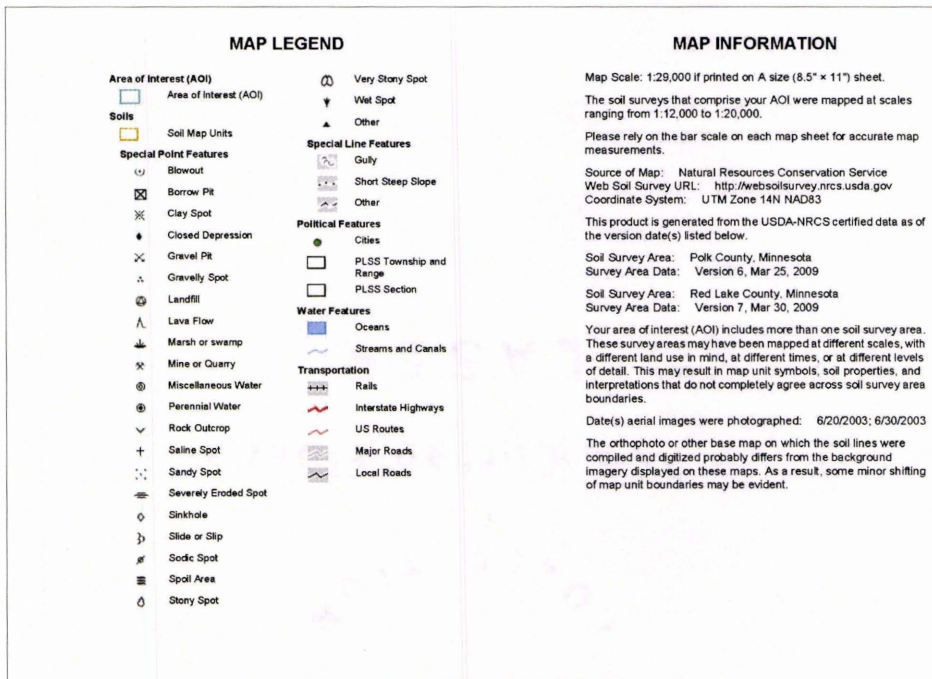 MAP LEGEND
Area of Interest (AOI)
Area of Interest (AOI)
Soils
Soil Map Units
Special Point Features
Blowout
Borrow Pit
Clay Spot
Closed Depression
Gravel Pit
Gravelly Spot
Landfill
Lava Flow
Marsh or swamp
Mine or Quarry
Miscellaneous Water
Perennial Water
Rock Outcrop
Saline Spot
Sandy Spot
Severely Eroded Spot
Sinkhole
Slide or Slip
Sodic Spot
Spoil Area
Stony Spot
Very Stony Spot
Wet Spot
Other
Special Line Features
Gully
Short Steep Slope
Other
Political Features
Cities
PLSS Township and
Range
PLSS Section
Water Features
Oceans
Streams and Canals
Transportation
Rails
Interstate Highways
US Routes
Major Roads
Local Roads
MAP INFORMATION
Map Scale: 1:29,000 if printed on A size (8.5" × 11") sheet.
The soil surveys that comprise your AOI were mapped at scales
ranging from 1:12,000 to 1:20,000.
Please rely on the bar scale on each map sheet for accurate map
measurements.
Source of Map: Natural Resources Conservation Service
Web Soil Survey URL: http://websoilsurvey.nrcs.usda.gov
Coordinate System: UTM Zone 14N NAD83
This product is generated from the USDA-NRCS certified data as of
the version date(s) listed below.
Soil Survey Area: Polk County, Minnesota
Survey Area Data: Version 6, Mar 25, 2009
Soil Survey Area: Red Lake County, Minnesota
Survey Area Data: Version 7, Mar 30, 2009
Your area of interest (AOI) includes more than one soil survey area.
These survey areas may have been mapped at different scales, with
a different land use in mind, at different times, or at different levels
of detail. This may result in map unit symbols, soil properties, and
interpretations that do not completely agree across soil survey area
boundaries.
Date(s) aerial images were photographed: 6/20/2003; 6/30/2003
The orthophoto or other base map on which the soil lines were
compiled and digitized probably differs from the background
imagery displayed on these maps. As a result, some minor shifting
of map unit boundaries may be evident.